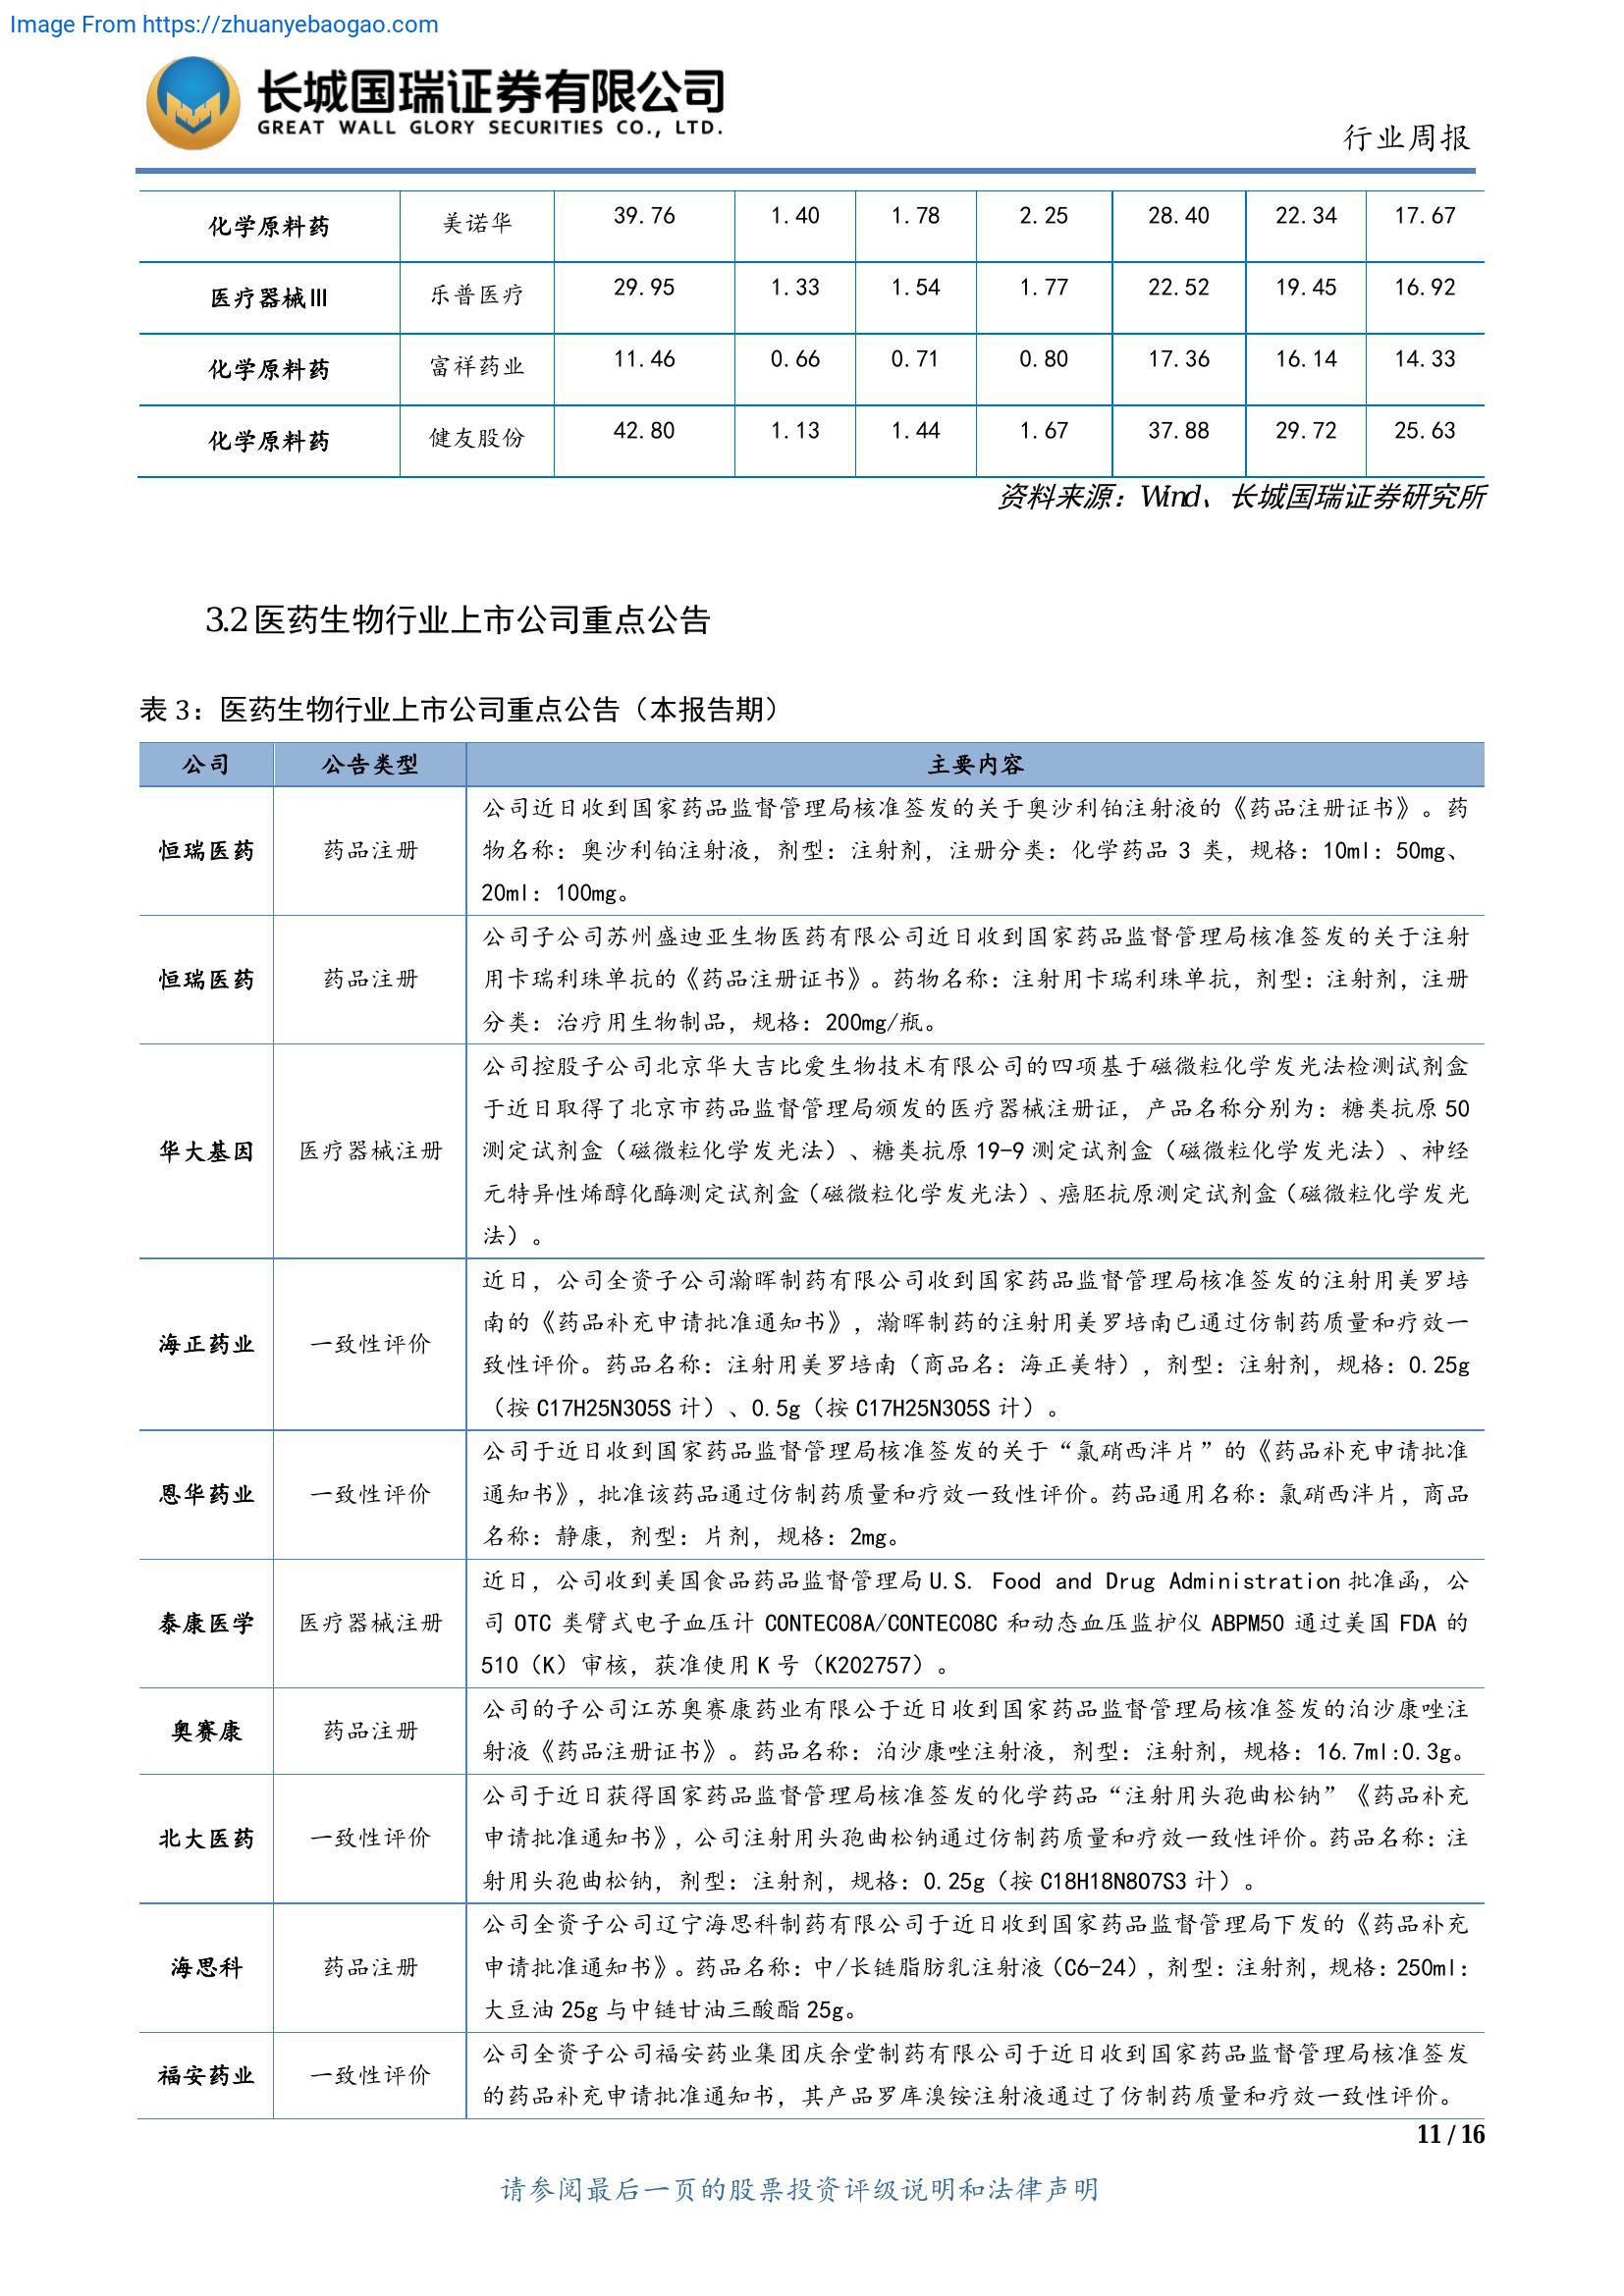 Image From https://zhuanyebaogao.com
长城国瑞证券有限公司
GREAT WALL GLORY SECURITIES CO., LTD.
行业周报
化学原料药 美诺华 39.76 1.40 1.78 2.25 28.40 22.34 17.67
医疗器械Ⅲ 乐普医疗 29.95 1.33 1.54 1.77 22.52 19.45 16.92
化学原料药 富祥药业 11.46 0.66 0.71 0.80 17.36 16.14 14.33
化学原料药 健友股份 42.80 1.13 1.44 1.67 37.88 29.72 25.63
资料来源：Wind、长城国瑞证券研究所
3.2 医药生物行业上市公司重点公告
表 3：医药生物行业上市公司重点公告（本报告期）
公司 公告类型 主要内容
恒瑞医药 药品注册
公司近日收到国家药品监督管理局核准签发的关于奥沙利铂注射液的《药品注册证书》。药
物名称：奥沙利铂注射液，剂型：注射剂，注册分类：化学药品 3 类，规格：10ml：50mg、
20ml：100mg。
恒瑞医药 药品注册
公司子公司苏州盛迪亚生物医药有限公司近日收到国家药品监督管理局核准签发的关于注射
用卡瑞利珠单抗的《药品注册证书》。药物名称：注射用卡瑞利珠单抗，剂型：注射剂，注册
分类：治疗用生物制品，规格：200mg/瓶。
华大基因 医疗器械注册
公司控股子公司北京华大吉比爱生物技术有限公司的四项基于磁微粒化学发光法检测试剂盒
于近日取得了北京市药品监督管理局颁发的医疗器械注册证，产品名称分别为：糖类抗原 50
测定试剂盒（磁微粒化学发光法）、糖类抗原 19-9 测定试剂盒（磁微粒化学发光法）、神经
元特异性烯醇化酶测定试剂盒（磁微粒化学发光法）、癌胚抗原测定试剂盒（磁微粒化学发光
法）。
海正药业 一致性评价
近日，公司全资子公司瀚晖制药有限公司收到国家药品监督管理局核准签发的注射用美罗培
南的《药品补充申请批准通知书》，瀚晖制药的注射用美罗培南已通过仿制药质量和疗效一
致性评价。药品名称：注射用美罗培南（商品名：海正美特），剂型：注射剂，规格：0.25g
（按 C17H25N3O5S 计）、0.5g（按 C17H25N3O5S 计）。
恩华药业 一致性评价
公司于近日收到国家药品监督管理局核准签发的关于“氯硝西泮片”的《药品补充申请批准
通知书》，批准该药品通过仿制药质量和疗效一致性评价。药品通用名称：氯硝西泮片，商品
名称：静康，剂型：片剂，规格：2mg。
泰康医学 医疗器械注册
近日，公司收到美国食品药品监督管理局 U.S. Food and Drug Administration 批准函，公
司 OTC 类臂式电子血压计 CONTEC08A/CONTEC08C 和动态血压监护仪 ABPM50 通过美国 FDA 的
510（K）审核，获准使用 K 号（K202757）。
奥赛康 药品注册
公司的子公司江苏奥赛康药业有限公于近日收到国家药品监督管理局核准签发的泊沙康唑注
射液《药品注册证书》。药品名称：泊沙康唑注射液，剂型：注射剂，规格：16.7ml:0.3g。
北大医药 一致性评价
公司于近日获得国家药品监督管理局核准签发的化学药品“注射用头孢曲松钠”《药品补充
申请批准通知书》，公司注射用头孢曲松钠通过仿制药质量和疗效一致性评价。药品名称：注
射用头孢曲松钠，剂型：注射剂，规格：0.25g（按 C18H18N8O7S3 计）。
海思科 药品注册
公司全资子公司辽宁海思科制药有限公司于近日收到国家药品监督管理局下发的《药品补充
申请批准通知书》。药品名称：中/长链脂肪乳注射液（C6-24），剂型：注射剂，规格：250ml：
大豆油 25g 与中链甘油三酸酯 25g。
福安药业 一致性评价
公司全资子公司福安药业集团庆余堂制药有限公司于近日收到国家药品监督管理局核准签发
的药品补充申请批准通知书，其产品罗库溴铵注射液通过了仿制药质量和疗效一致性评价。
11 / 16
请参阅最后一页的股票投资评级说明和法律声明